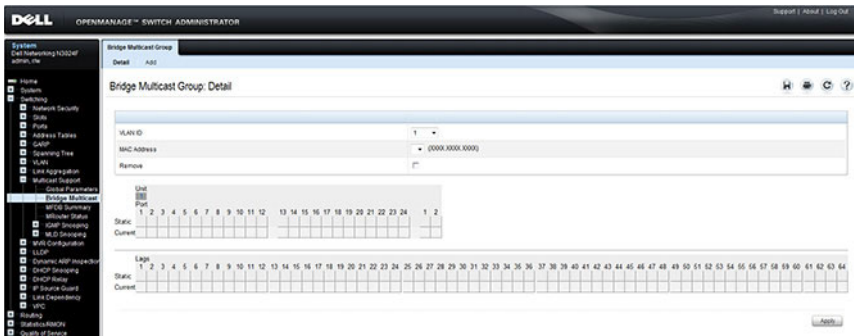 Support | About | Log Out
DELL OPENMANAGE™ SWITCH ADMINISTRATOR
System
Dell Networking N3024F
admin, r/w
Home
System
Switching
Network Security
Slots
Ports
Address Tables
GARP
Spanning Tree
VLAN
Link Aggregation
Multicast Support
Global Parameters
Bridge Multicast
MFDB Summary
MRouter Status
IGMP Snooping
MLD Snooping
MVR Configuration
LLDP
Dynamic ARP Inspection
DHCP Snooping
DHCP Relay
IP Source Guard
Link Dependency
VPC
Routing
Statistics/RMON
Quality of Service
Bridge Multicast Group
Detail Add
Bridge Multicast Group: Detail
VLAN ID 1
MAC Address (XXXX.XXXX.XXXX)
Remove
Unit
Port
1 2 3 4 5 6 7 8 9 10 11 12 13 14 15 16 17 18 19 20 21 22 23 24 1 2
Static
Current
Lags
1 2 3 4 5 6 7 8 9 10 11 12 13 14 15 16 17 18 19 20 21 22 23 24 25 26 27 28 29 30 31 32 33 34 35 36 37 38 39 40 41 42 43 44 45 46 47 48 49 50 51 52 53 54 55 56 57 58 59 60 61 62 63 64
Static
Current
Apply